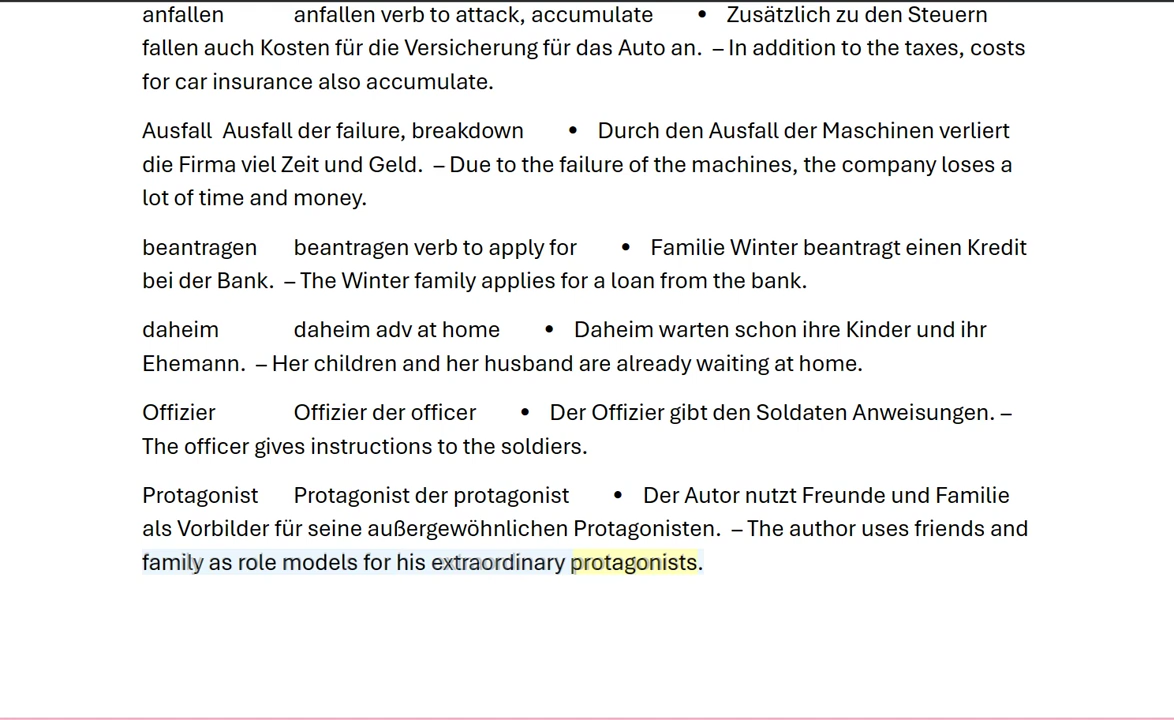 anfallen anfallen verb to attack, accumulate • Zusätzlich zu den Steuern
fallen auch Kosten für die Versicherung für das Auto an. – In addition to the taxes, costs
for car insurance also accumulate.
Ausfall Ausfall der failure, breakdown • Durch den Ausfall der Maschinen verliert
die Firma viel Zeit und Geld. – Due to the failure of the machines, the company loses a
lot of time and money.
beantragen beantragen verb to apply for • Familie Winter beantragt einen Kredit
bei der Bank. – The Winter family applies for a loan from the bank.
daheim daheim adv at home • Daheim warten schon ihre Kinder und ihr
Ehemann. – Her children and her husband are already waiting at home.
Offizier Offizier der officer • Der Offizier gibt den Soldaten Anweisungen. –
The officer gives instructions to the soldiers.
Protagonist Protagonist der protagonist • Der Autor nutzt Freunde und Familie
als Vorbilder für seine außergewöhnlichen Protagonisten. – The author uses friends and
family as role models for his extraordinary protagonists.